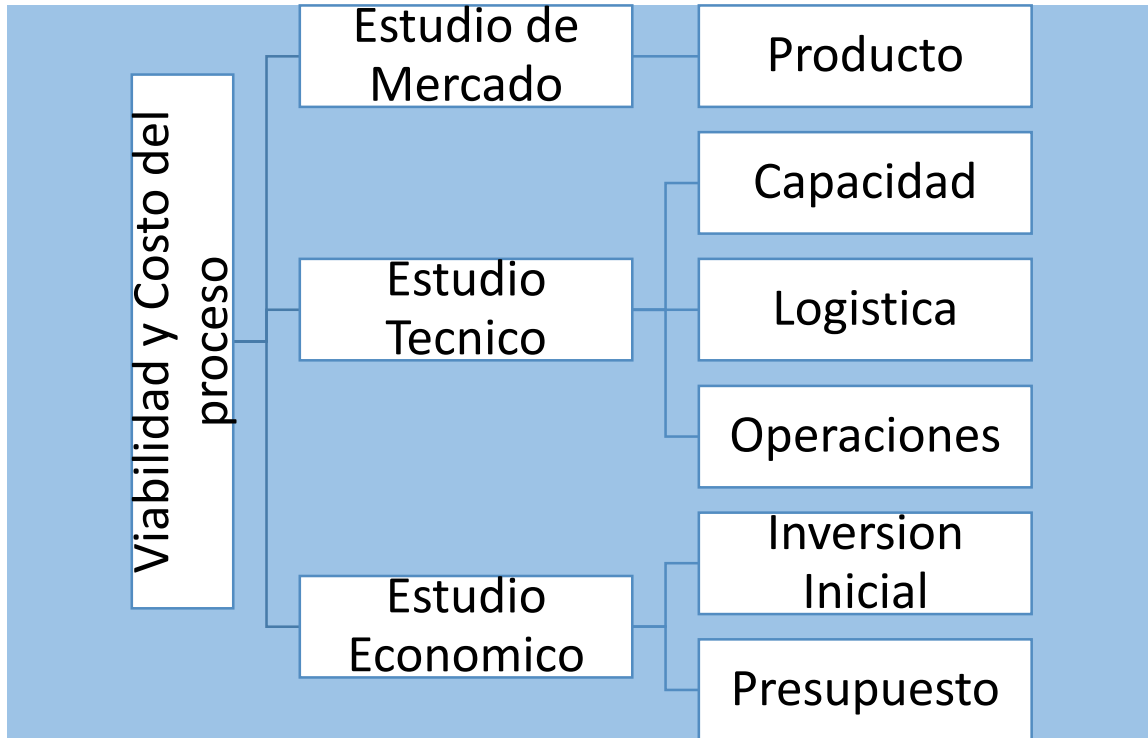 Viabilidad y Costo del
proceso
Estudio de
Mercado
Producto
Estudio
Tecnico
Capacidad
Logistica
Operaciones
Estudio
Economico
Inversion
Inicial
Presupuesto